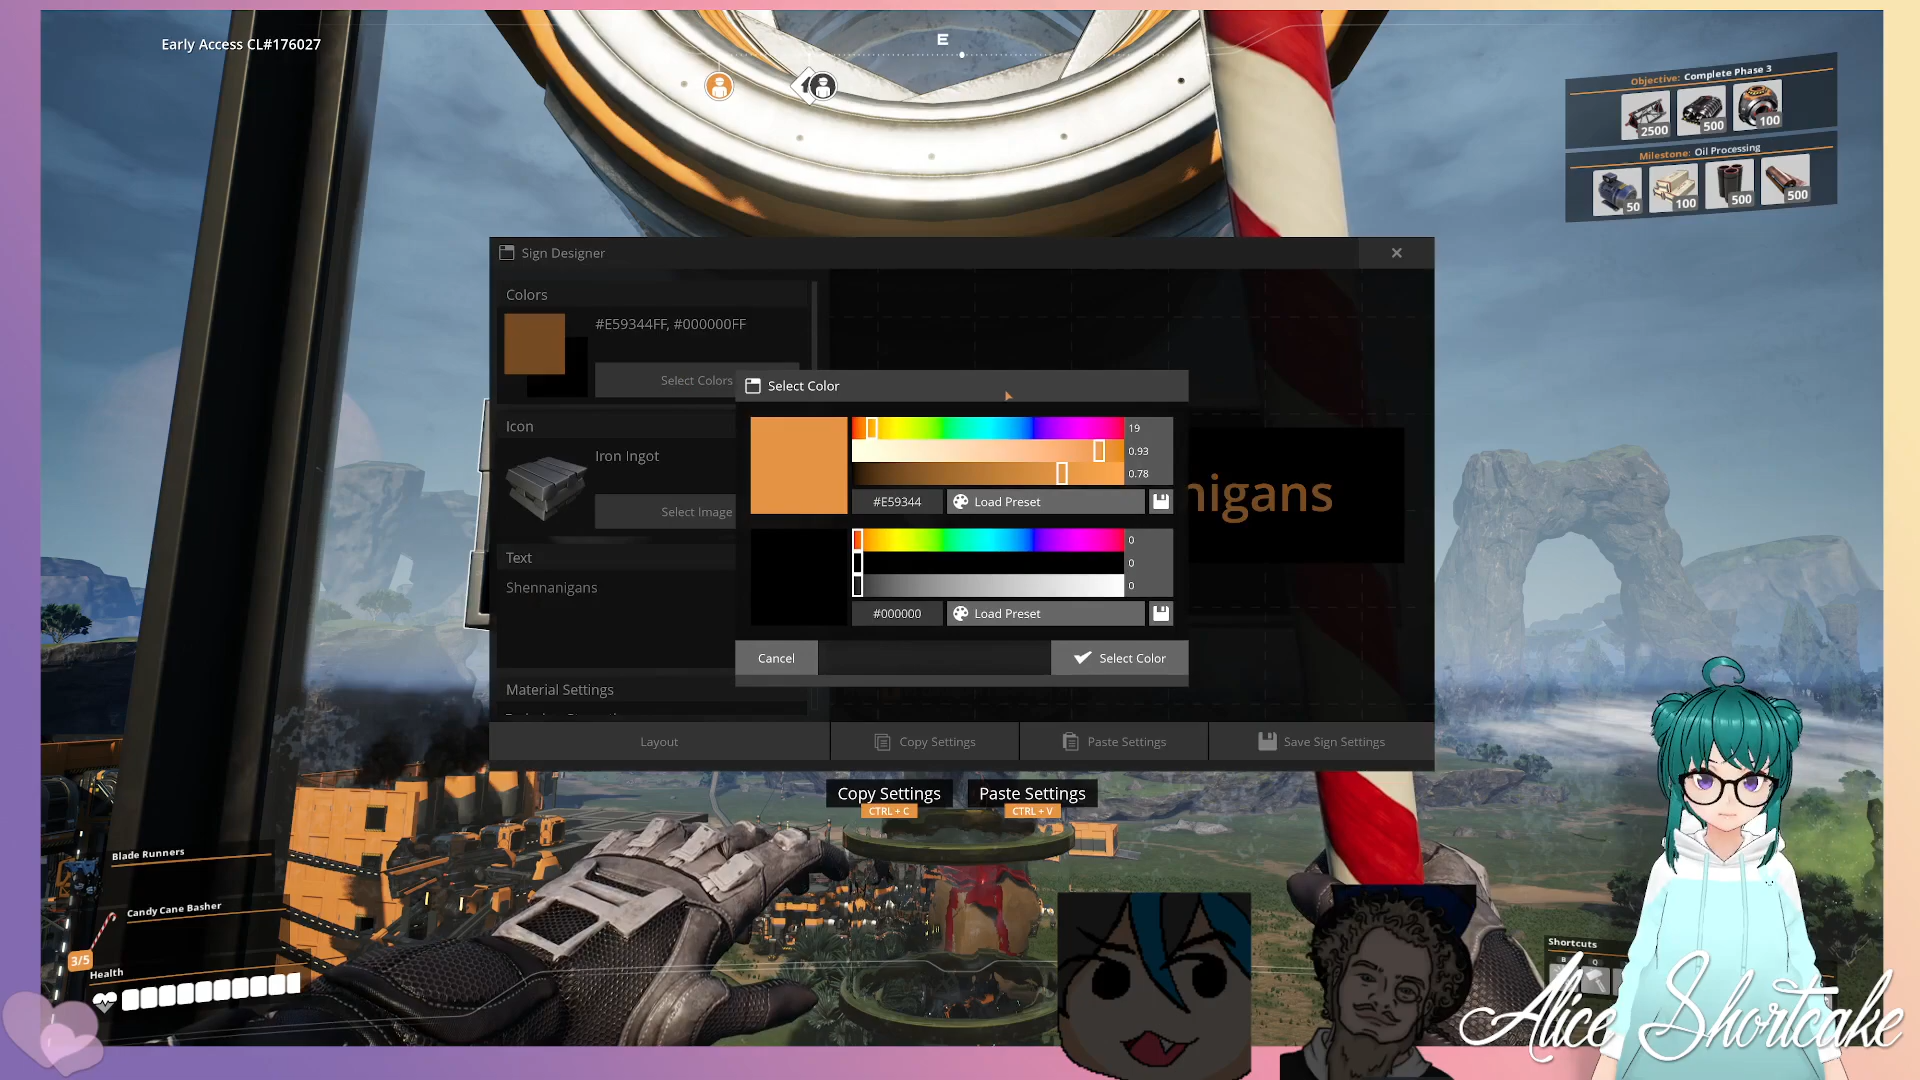 Early Access CL#176027
E
Objective: Complete Phase 3
2500
500
100
Milestone: Oil Processing
50
100
500
500
Sign Designer
Colors
#E59344FF, #000000FF
Select Colors
Icon
Iron Ingot
Select Image
Text
Shennanigans
Material Settings
Select Color
19
0.93
0.78
#E59344
Load Preset
0
0
0
#000000
Load Preset
Cancel
Select Color
nigans
Layout
Copy Settings
Paste Settings
Save Sign Settings
Copy Settings
CTRL + C
Paste Settings
CTRL + V
Blade Runners
Candy Cane Basher
3/5
Health
Shortcuts
B
Q
Alice Shortcake